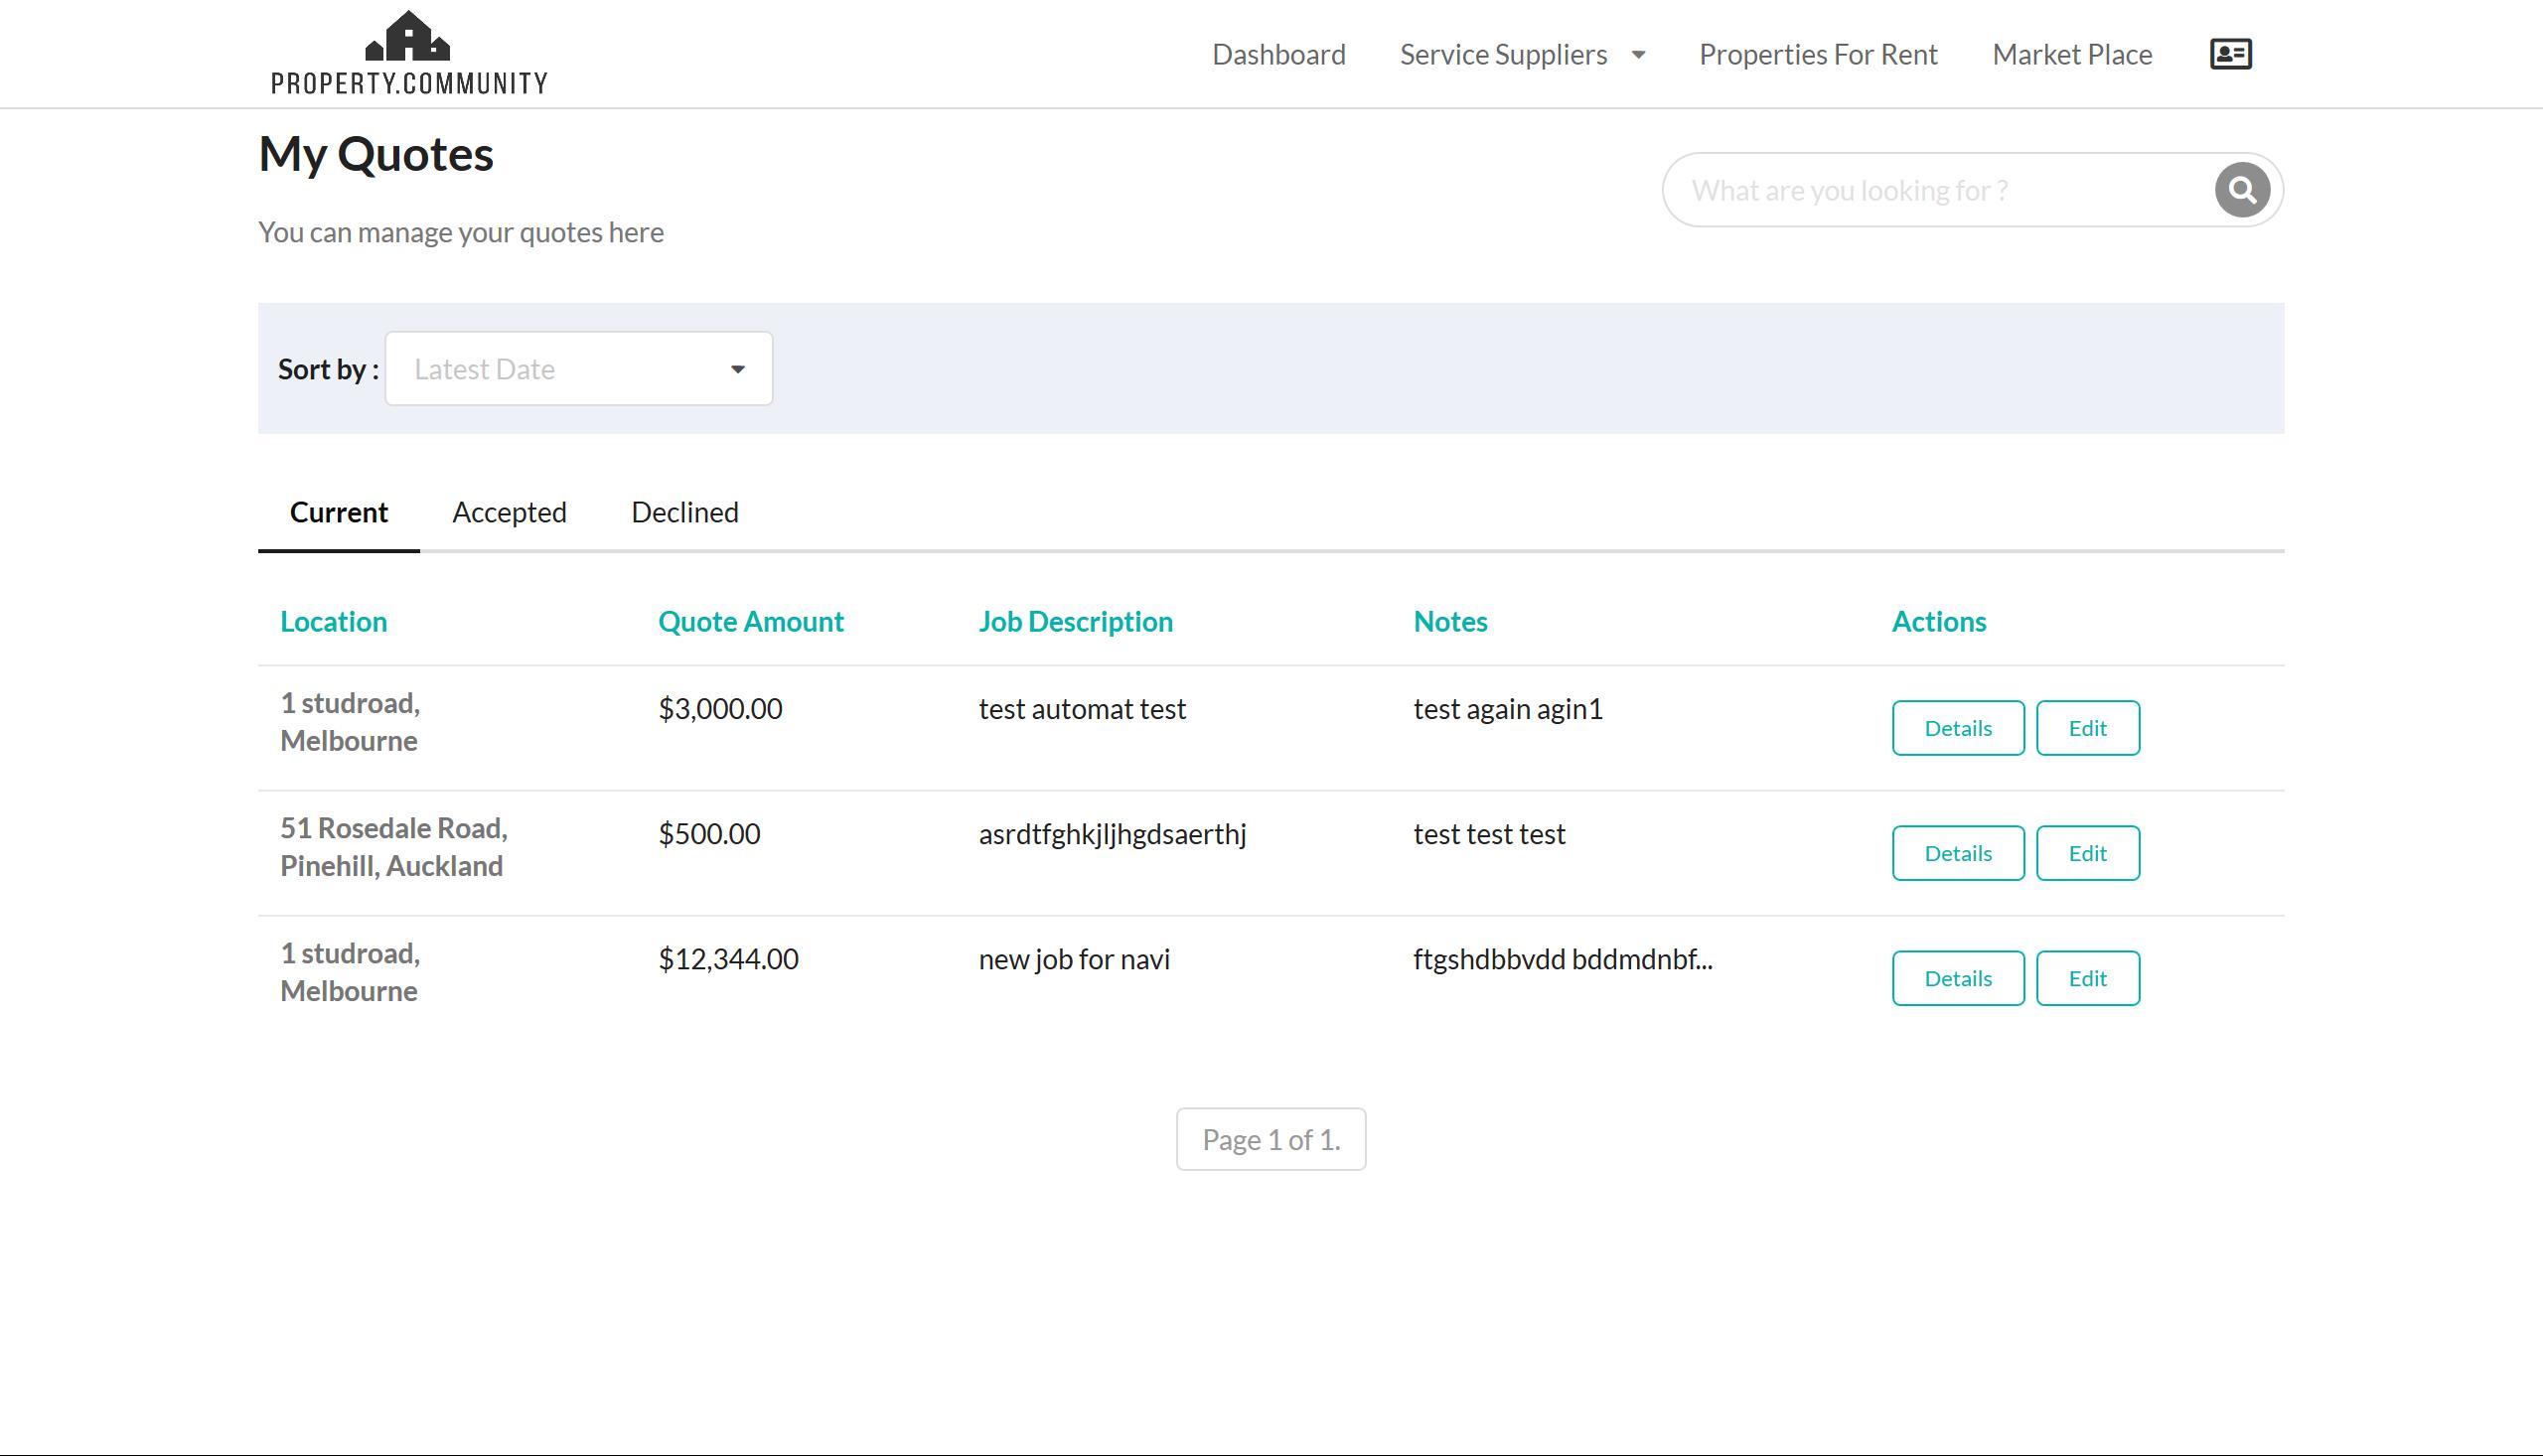 PROPERTY.COMMUNITY
Dashboard Service Suppliers Properties For Rent Market Place
My Quotes
What are you looking for ?
You can manage your quotes here
Sort by : Latest Date
Current Accepted Declined
Location Quote Amount Job Description Notes Actions
1 studroad, $3,000.00 test automat test test again agin1 Details Edit
Melbourne
51 Rosedale Road, $500.00 asrdtfghkjljhgdsaerthj test test test Details Edit
Pinehill, Auckland
1 studroad, $12,344.00 new job for navi ftgshdbbvdd bddmdnbf... Details Edit
Melbourne
Page 1 of 1.